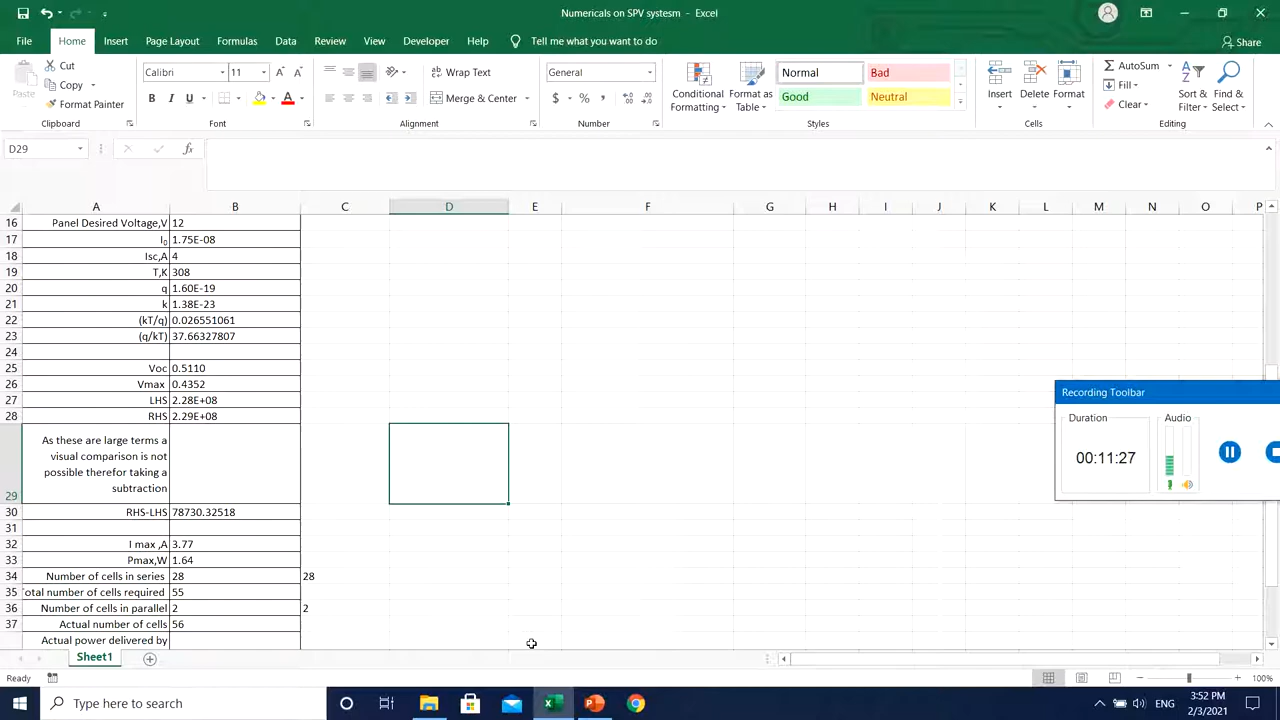 Numericals on SPV systesm - Excel
File Home Insert Page Layout Formulas Data Review View Developer Help Tell me what you want to do Share
Paste
Cut
Copy
Format Painter
Clipboard
Calibri 11
B I U
Font
Wrap Text
Merge & Center
Alignment
General
$ % ,
Number
Conditional Formatting
Format as Table
Normal Bad
Good Neutral
Styles
Insert Delete Format
Cells
AutoSum
Fill
Clear
Sort & Filter
Find & Select
Editing
D29 fx
A B C D E F G H I J K L M N O P
16 Panel Desired Voltage,V 12
17 I0 1.75E-08
18 Isc,A 4
19 T,K 308
20 q 1.60E-19
21 k 1.38E-23
22 (kT/q) 0.026551061
23 (q/kT) 37.66327807
24
25 Voc 0.5110
26 Vmax 0.4352
27 LHS 2.28E+08
28 RHS 2.29E+08
As these are large terms a
visual comparison is not
possible therefor taking a
29 subtraction
30 RHS-LHS 78730.32518
31
32 I max ,A 3.77
33 Pmax,W 1.64
34 Number of cells in series 28 28
35 otal number of cells required 55
36 Number of cells in parallel 2 2
37 Actual number of cells 56
Actual power delivered by
Recording Toolbar
Duration Audio
00:11:27
Sheet1
Ready 100%
Type here to search
ENG
3:52 PM
2/3/2021